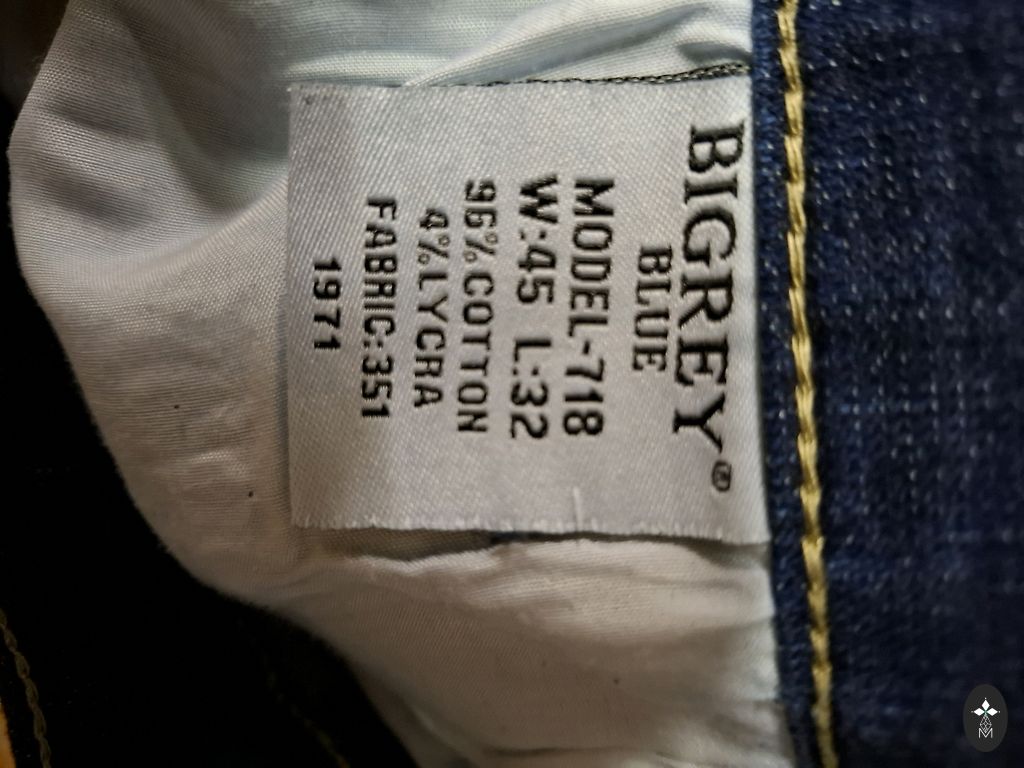 BIGREY®
BLUE
MODEL-718
W:45 L:32
96%COTTON
4%LYCRA
FABRIC:351
1971
M